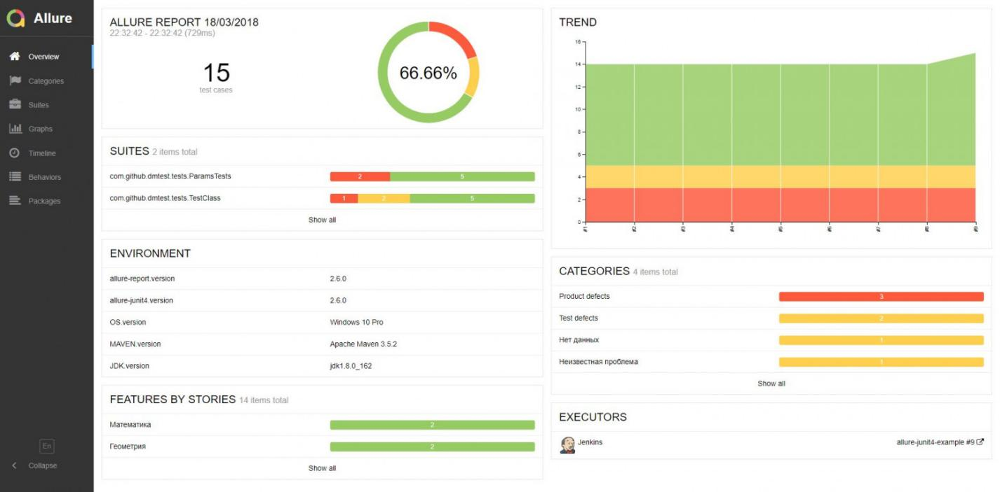 Allure
Overview
Categories
Suites
Graphs
Timeline
Behaviors
Packages
En
Collapse
ALLURE REPORT 18/03/2018
22:32:42 - 22:32:42 (729ms)
15
test cases
66.66%
SUITES 2 items total
com.github.dmtest.tests.ParamsTests 2 5
com.github.dmtest.tests.TestClass 1 2 5
Show all
ENVIRONMENT
allure-report.version 2.6.0
allure-junit4.version 2.6.0
OS.version Windows 10 Pro
MAVEN.version Apache Maven 3.5.2
JDK.version jdk1.8.0_162
FEATURES BY STORIES 14 items total
Математика 2
Геометрия 2
Show all
TREND
16
14
12
10
8
6
4
2
0
#1 #2 #3 #4 #5 #6 #7 #8 #9
CATEGORIES 4 items total
Product defects 3
Test defects 2
Нет данных 1
Неизвестная проблема 1
Show all
EXECUTORS
Jenkins allure-junit4-example #9